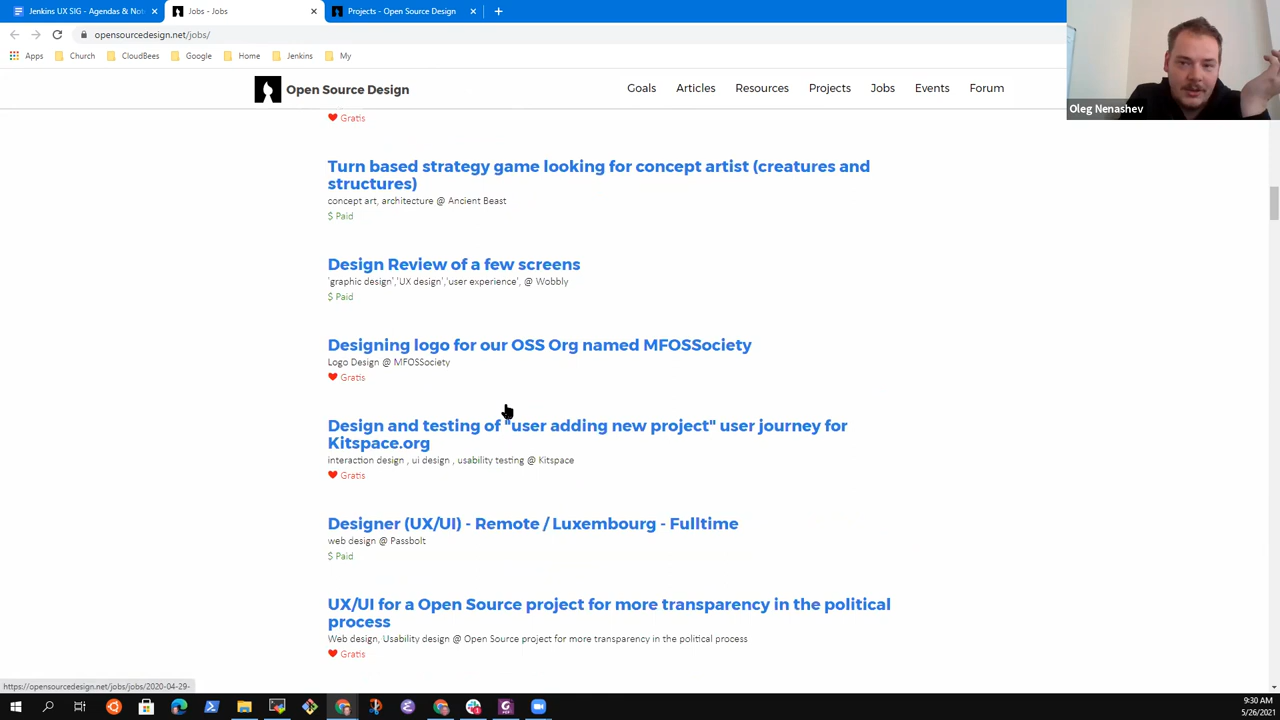 Jenkins UX SIG - Agendas & Not
Jobs - Jobs
Projects - Open Source Design
opensourcedesign.net/jobs/
Apps
Church
CloudBees
Google
Home
Jenkins
My
Oleg Nenashev
Open Source Design
Goals
Articles
Resources
Projects
Jobs
Events
Forum
Gratis
Turn based strategy game looking for concept artist (creatures and
structures)
concept art, architecture @ Ancient Beast
$ Paid
Design Review of a few screens
'graphic design','UX design','user experience', @ Wobbly
$ Paid
Designing logo for our OSS Org named MFOSSociety
Logo Design @ MFOSSociety
Gratis
Design and testing of "user adding new project" user journey for
Kitspace.org
interaction design , ui design , usability testing @ Kitspace
Gratis
Designer (UX/UI) - Remote / Luxembourg - Fulltime
web design @ Passbolt
$ Paid
UX/UI for a Open Source project for more transparency in the political
process
Web design, Usability design @ Open Source project for more transparency in the political process
Gratis
https://opensourcedesign.net/jobs/jobs/2020-04-29-
9:30 AM
5/26/2021